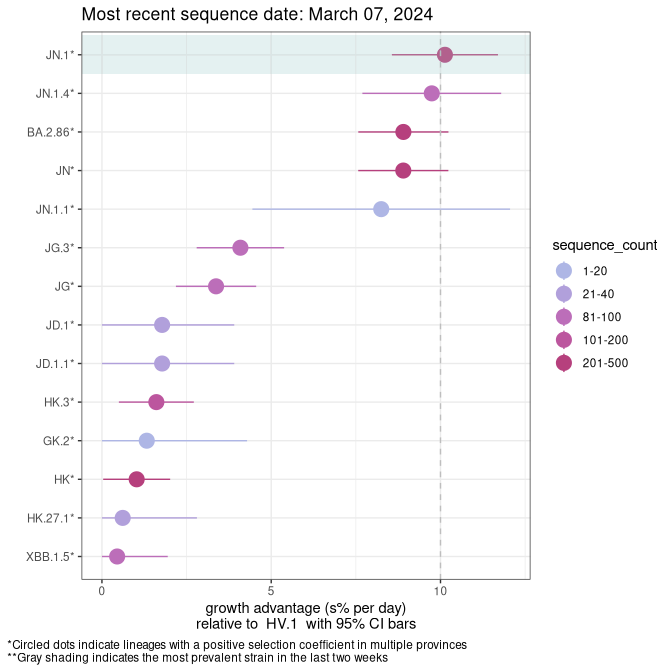 Most recent sequence date: March 07, 2024
JN.1*
JN.1.4*
BA.2.86*
JN*
JN.1.1*
JG.3*
JG*
JD.1*
JD.1.1*
HK.3*
GK.2*
HK*
HK.27.1*
XBB.1.5*
0 5 10
growth advantage (s% per day)
relative to HV.1 with 95% CI bars
sequence_count
1-20
21-40
81-100
101-200
201-500
*Circled dots indicate lineages with a positive selection coefficient in multiple provinces
**Gray shading indicates the most prevalent strain in the last two weeks